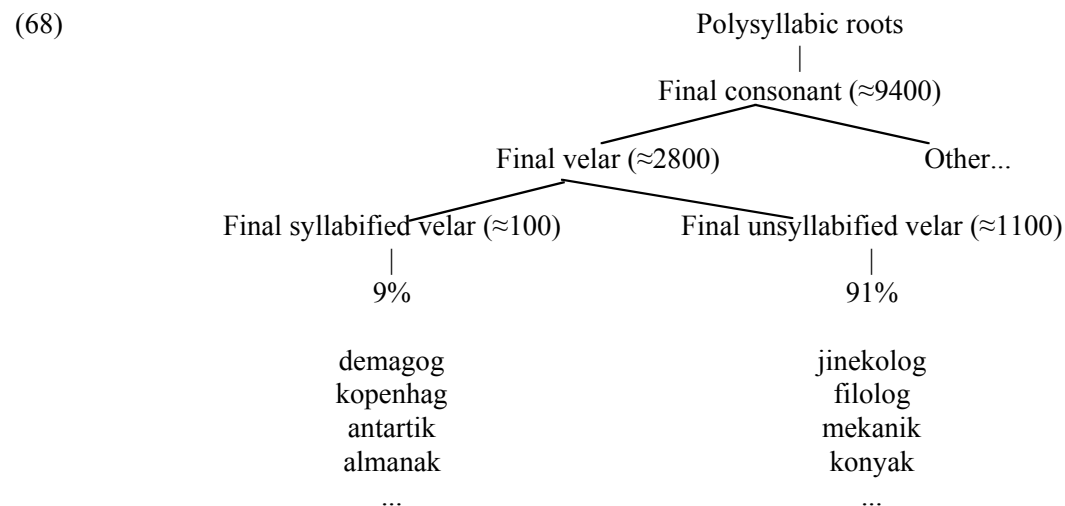 (68) Polysyllabic roots
Final consonant (≈9400)
Final velar (≈2800) Other...
Final syllabified velar (≈100) Final unsyllabified velar (≈1100)
9% 91%
demagog jinekolog
kopenhag filolog
antartik mekanik
almanak konyak
... ...